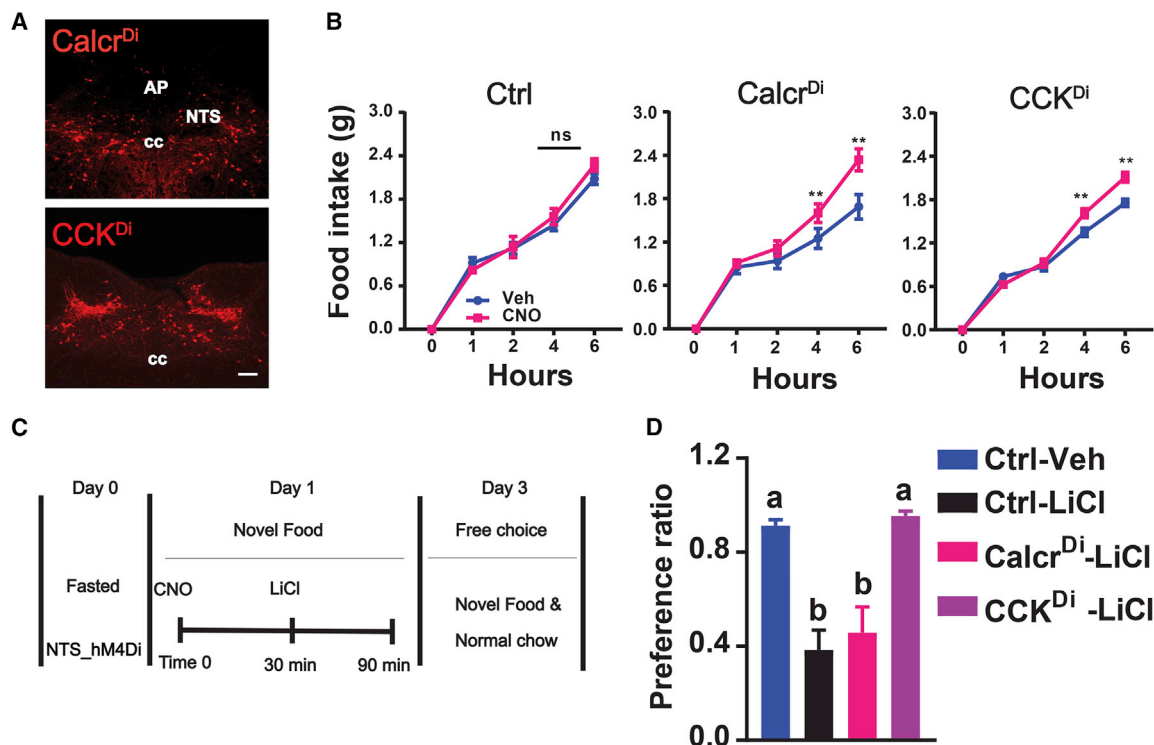 A
Calcr^Di
AP
NTS
cc
CCK^Di
cc
B
Ctrl
Calcr^Di
CCK^Di
Food intake (g)
3.0
2.4
1.8
1.2
0.6
0.0
ns
Veh
CNO
0 1 2 4 6
Hours
3.0
2.4
1.8
1.2
0.6
0.0
**
**
0 1 2 4 6
Hours
3.0
2.4
1.8
1.2
0.6
0.0
**
**
0 1 2 4 6
Hours
C
Day 0
Fasted
NTS_hM4Di
Day 1
Novel Food
CNO LiCl
Time 0 30 min 90 min
Day 3
Free choice
Novel Food &
Normal chow
D
Preference ratio
1.2
0.8
0.4
0.0
a
b
b
a
Ctrl-Veh
Ctrl-LiCl
Calcr^Di-LiCl
CCK^Di -LiCl